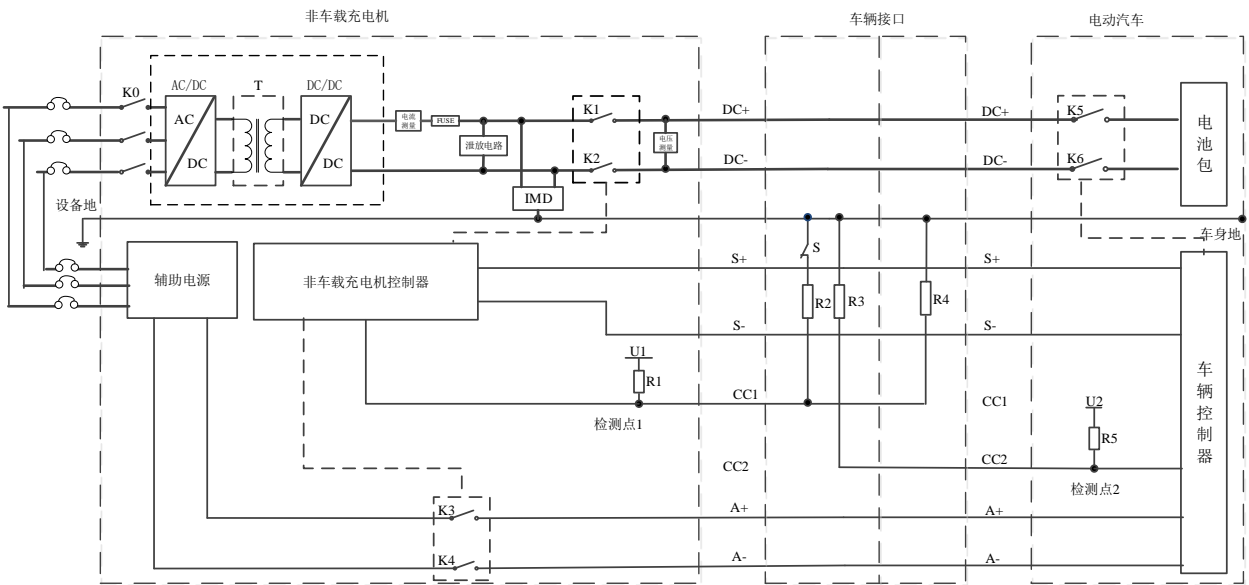 非车载充电机
车辆接口
电动汽车
K0
AC/DC
T
DC/DC
AC
DC
DC
DC
电流
测量
FUSE
泄放电路
IMD
K1
K2
电压
测量
DC+
DC-
DC+
DC-
K5
K6
电池包
设备地
车身地
辅助电源
非车载充电机控制器
S+
S-
S
R2
R3
R4
S+
S-
U1
R1
检测点1
CC1
CC1
U2
R5
CC2
CC2
检测点2
车辆控制器
K3
A+
A+
K4
A-
A-